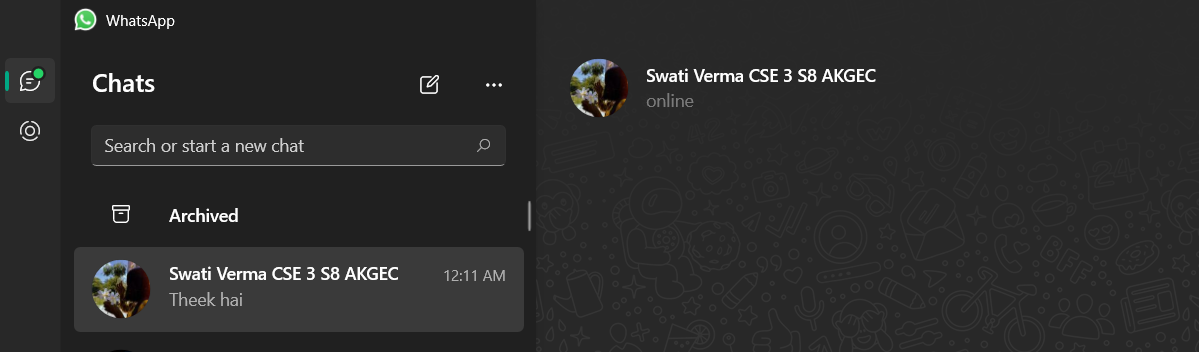 WhatsApp
Chats
Search or start a new chat
Archived
Swati Verma CSE 3 S8 AKGEC
12:11 AM
Theek hai
Swati Verma CSE 3 S8 AKGEC
online
24